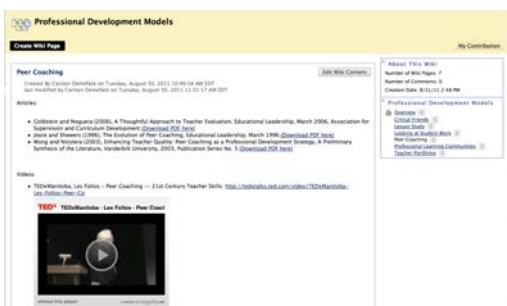 Professional Development Models
Create Wiki Page
My Contribution
Peer Coaching
Edit Wiki Content
Created By Carolyn Demefack on Tuesday, August 30, 2011 10:46:04 AM EDT
last modified by Carolyn Demefack on Tuesday, August 30, 2011 11:31:17 AM EDT
Articles:
Goldstein and Noguera (2006), A Thoughtful Approach to Teacher Evaluation, Educational Leadership, March 2006, Association for
Supervision and Curriculum Development (Download PDF here)
Joyce and Showers (1996), The Evolution of Peer Coaching, Educational Leadership, March 1996. (Download PDF here)
Wong and Nicotera (2003), Enhancing Teacher Quality: Peer Coaching as a Professional Development Strategy, A Preliminary
Synthesis of the Literature, Vanderbilt University, 2003, Publication Series No. 5 (Download PDF here)
Videos:
TEDxManitoba, Les Foltos - Peer Coaching --- 21st Century Teacher Skills: http://tedxtalks.ted.com/video/TEDxManitoba-
Les-Foltos-Peer-Co
TED* TEDxManitoba - Les Foltos - Peer Coach
About This Wiki
Number of Wiki Pages: 7
Number of Comments: 0
Creation Date: 8/21/11 2:48 PM
Professional Development Models
Overview
Critical Friends
Lesson Study
Looking at Student Work
Peer Coaching
Professional Learning Communities
Teacher Portfolios